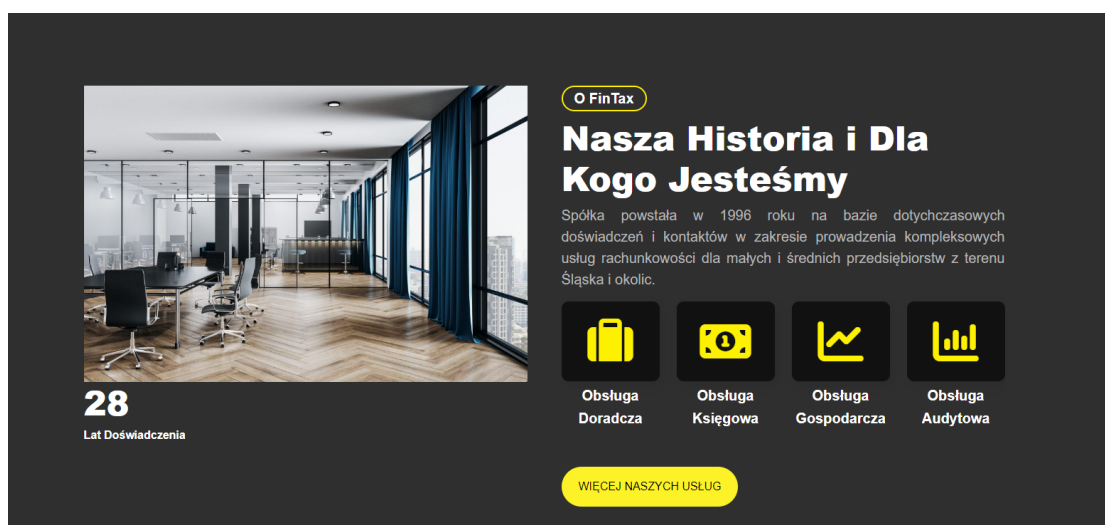 O FinTax
Nasza Historia i Dla
Kogo Jesteśmy
Spółka powstała w 1996 roku na bazie dotychczasowych
doświadczeń i kontaktów w zakresie prowadzenia kompleksowych
usług rachunkowości dla małych i średnich przedsiębiorstw z terenu
Śląska i okolic.
1
Obsługa
Doradcza
Obsługa
Księgowa
Obsługa
Gospodarcza
Obsługa
Audytowa
28
Lat Doświadczenia
WIĘCEJ NASZYCH USŁUG